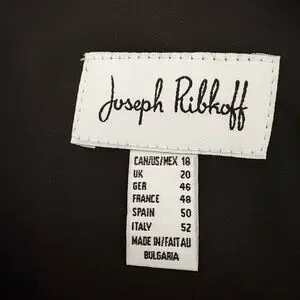 Joseph Ribkoff
CAN/US/MEX 18
UK 20
GER 46
FRANCE 48
SPAIN 50
ITALY 52
MADE IN/FAIT AU
BULGARIA